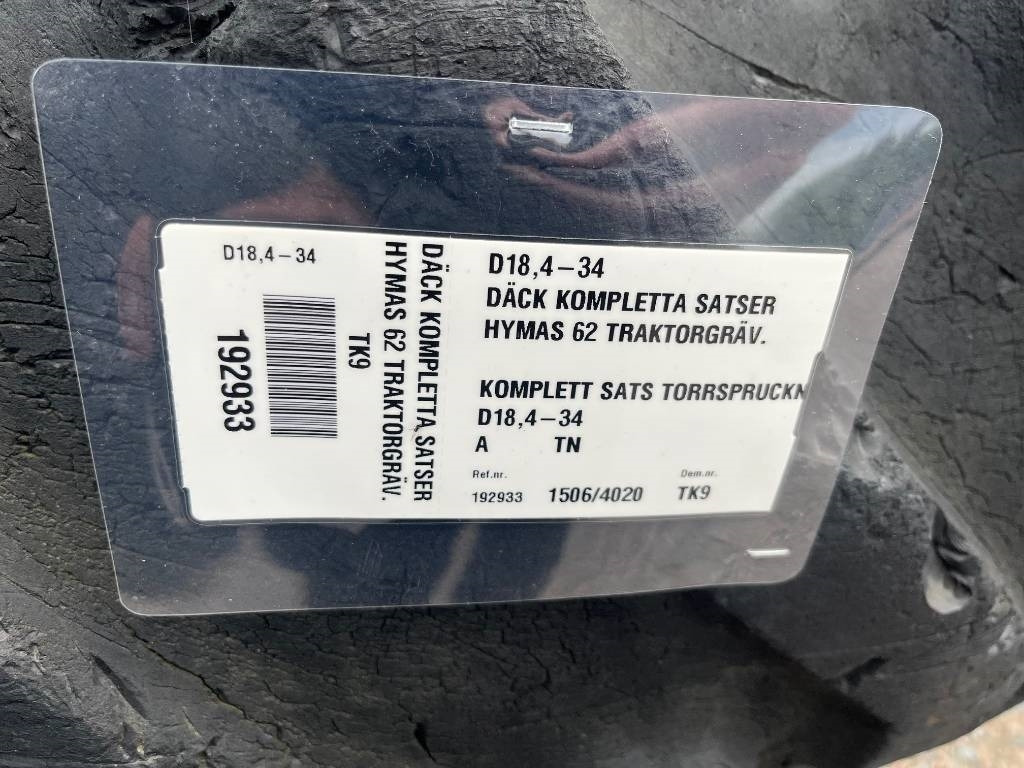 D18,4-34
192933
TK9
DÄCK KOMPLETTA SATSER
HYMAS 62 TRAKTORGRÄV.
D18,4-34
DÄCK KOMPLETTA SATSER
HYMAS 62 TRAKTORGRÄV.
KOMPLETT SATS TORRSPRUCKN
D18,4-34
A TN
Ref.nr. Dem.nr.
192933 1506/4020 TK9